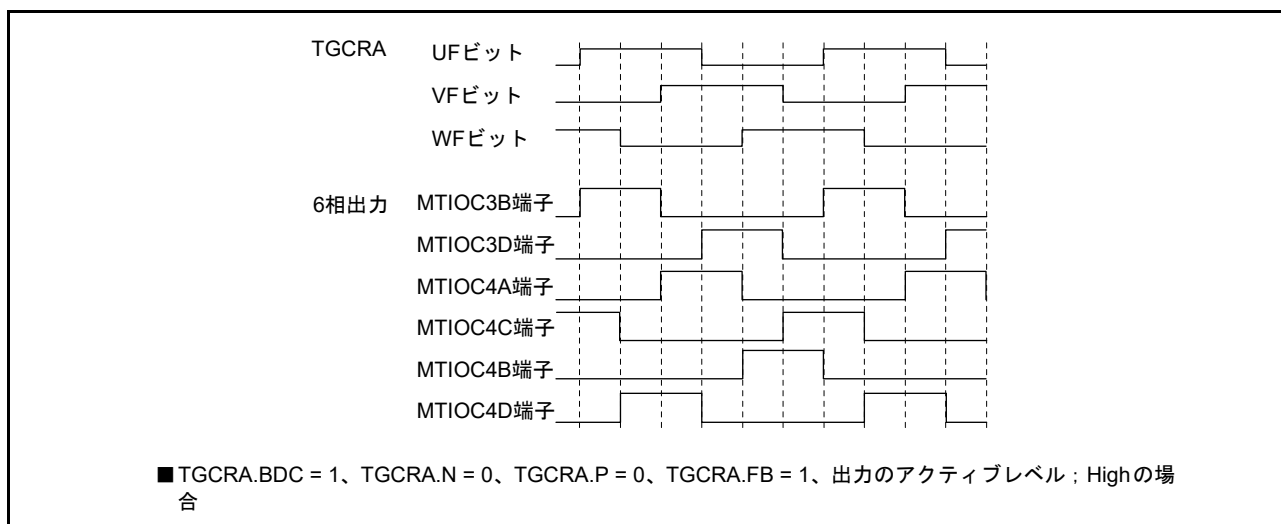 TGCRA UFビット
VFビット
WFビット
6相出力 MTIOC3B端子
MTIOC3D端子
MTIOC4A端子
MTIOC4C端子
MTIOC4B端子
MTIOC4D端子
■TGCRA.BDC = 1、TGCRA.N = 0、TGCRA.P = 0、TGCRA.FB = 1、出力のアクティブレベル；Highの場
合